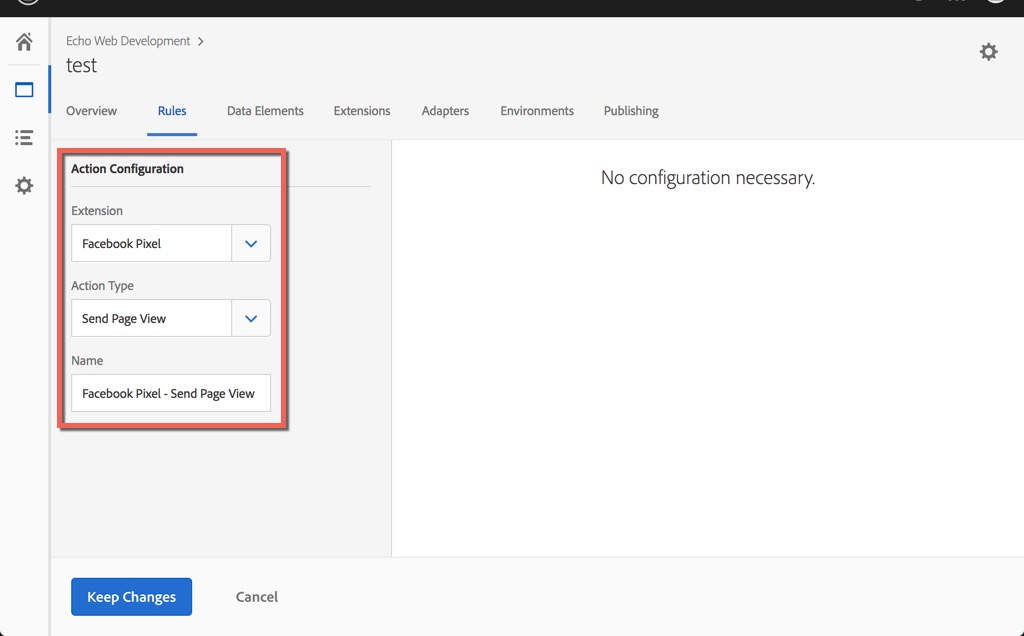 Echo Web Development
test
Overview Rules Data Elements Extensions Adapters Environments Publishing
Action Configuration
Extension
Facebook Pixel
Action Type
Send Page View
Name
Facebook Pixel - Send Page View
No configuration necessary.
Keep Changes Cancel